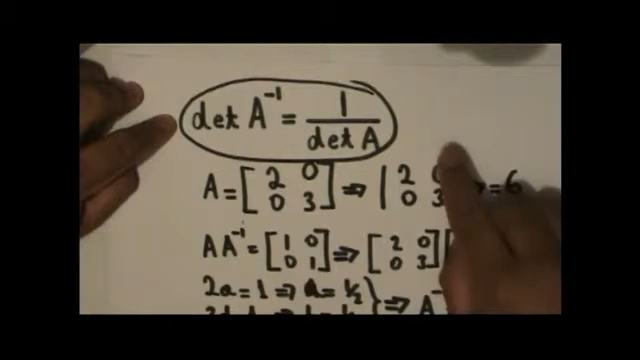 det A⁻¹ = 1 / det A
A = [2 0 0 3] ⇒ |2 0 0 3 = 6
AA⁻¹ = [1 0 0 1] ⇒ [2 0 0 3] [
2a = 1 ⇒ a = 1/2 } ⇒ A⁻